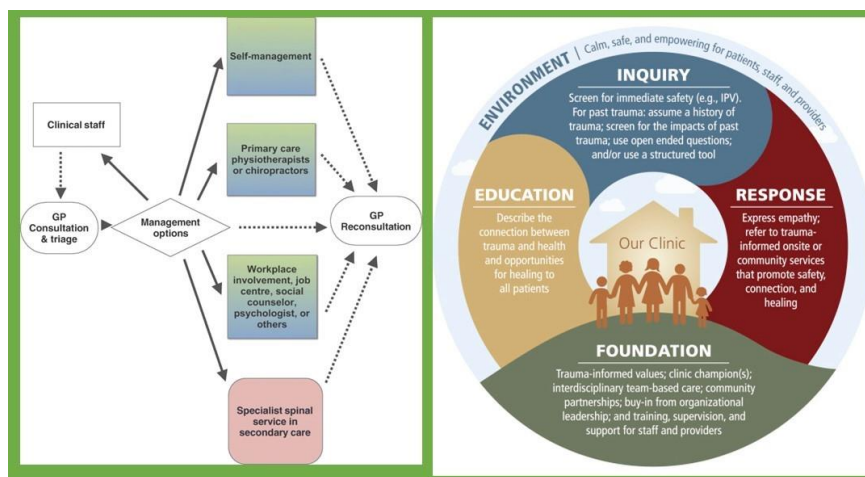 Self-management
Clinical staff
Primary care
physiotherapists
or chiropractors
GP
Consultation
& triage
Management
options
GP
Reconsultation
Workplace
involvement, job
centre, social
counselor,
psychologist, or
others
Specialist spinal
service in
secondary care
ENVIRONMENT | Calm, safe, and empowering for patients, staff, and providers
INQUIRY
Screen for immediate safety (e.g., IPV).
For past trauma: assume a history of
trauma; screen for the impacts of past
trauma; use open ended questions;
and/or use a structured tool
EDUCATION
Describe the
connection between
trauma and health
and opportunities
for healing to
all patients
RESPONSE
Express empathy;
refer to trauma-
informed onsite or
community services
that promote safety,
connection, and
healing
Our Clinic
FOUNDATION
Trauma-informed values; clinic champion(s);
interdisciplinary team-based care; community
partnerships; buy-in from organizational
leadership; and training, supervision, and
support for staff and providers